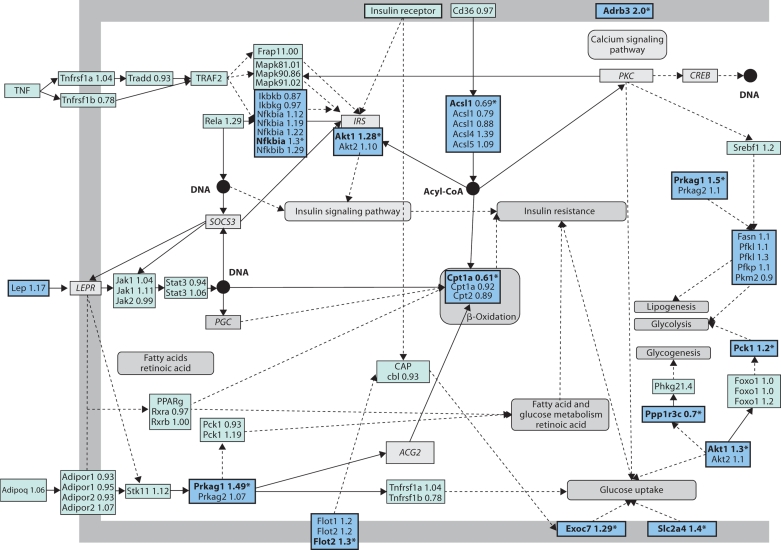 Insulin receptor
Cd36 0.97
Adrb3 2.0*
Calcium signaling
pathway
Frap11.00
Mapk81.01
Mapk90.86
Mapk91.02
TNF
Tnfrsf1a 1.04
Tradd 0.93
TRAF2
Tnfrsf1b 0.78
PKC
CREB
DNA
Ikbkb 0.87
Ikbkg 0.97
Nfkbia 1.12
Nfkbia 1.19
Nfkbia 1.22
Nfkbia 1.3*
Nfkbib 1.29
Rela 1.29
IRS
Akt1 1.28*
Akt2 1.10
Acsl1 0.69*
Acsl1 0.79
Acsl1 0.88
Acsl4 1.39
Acsl5 1.09
Srebf1 1.2
DNA
Acyl-CoA
Prkag1 1.5*
Prkag2 1.1
SOCS3
Insulin signaling pathway
Insulin resistance
Fasn 1.1
Pfkl 1.1
Pfkl 1.3
Pfkp 1.1
Pkm2 0.9
DNA
Lep 1.17
LEPR
Jak1 1.04
Jak1 1.11
Jak2 0.99
Stat3 0.94
Stat3 1.06
Cpt1a 0.61*
Cpt1a 0.92
Cpt2 0.89
β-Oxidation
PGC
Lipogenesis
Glycolysis
Glycogenesis
Pck1 1.2*
Fatty acids
retinoic acid
CAP
cbl 0.93
Phkg21.4
Foxo1 1.0
Foxo1 1.0
Foxo1 1.2
PPARg
Rxra 0.97
Rxrb 1.00
Pck1 0.93
Pck1 1.19
Fatty acid and
glucose metabolism
retinoic acid
Ppp1r3c 0.7*
Akt1 1.3*
Akt2 1.1
ACG2
Adipoq 1.06
Adipor1 0.93
Adipor1 0.95
Adipor2 0.93
Adipor2 1.07
Stk11 1.12
Prkag1 1.49*
Prkag2 1.07
Tnfrsf1a 1.04
Tnfrsf1b 0.78
Glucose uptake
Flot1 1.2
Flot2 1.2
Flot2 1.3*
Exoc7 1.29*
Slc2a4 1.4*